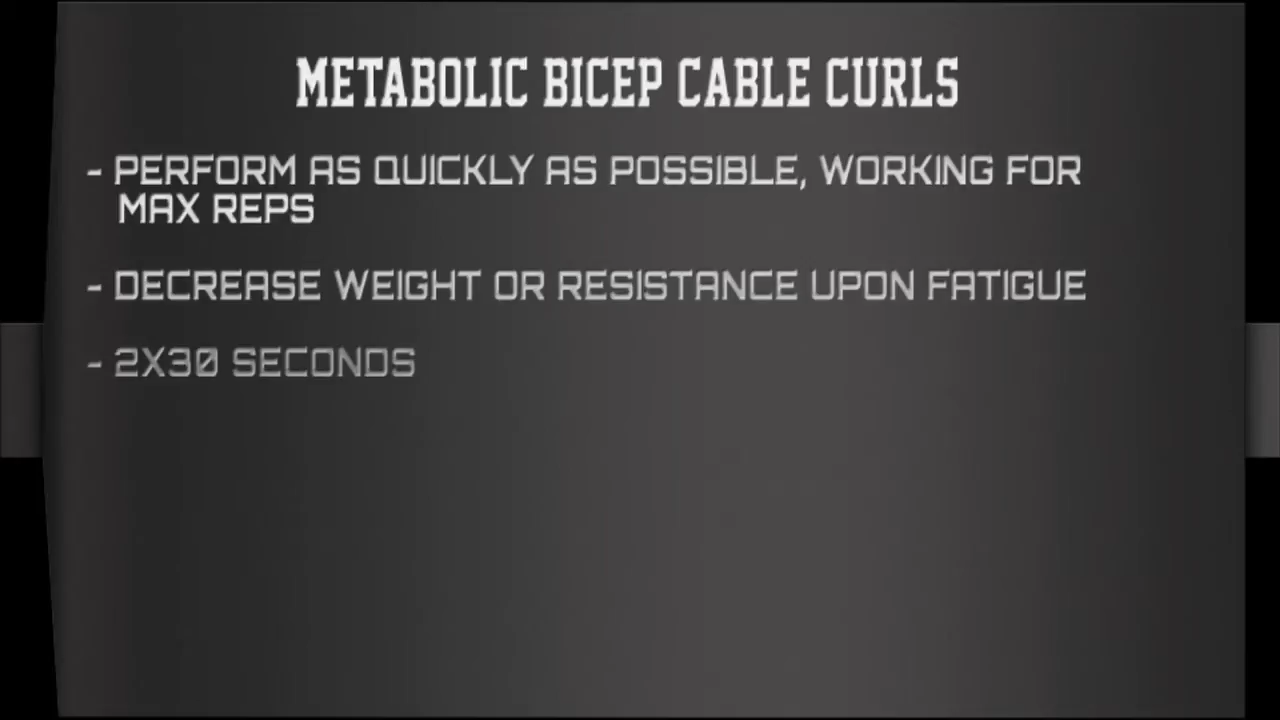 METABOLIC BICEP CABLE CURLS
- PERFORM AS QUICKLY AS POSSIBLE, WORKING FOR
MAX REPS
- DECREASE WEIGHT OR RESISTANCE UPON FATIGUE
- 2X30 SECONDS